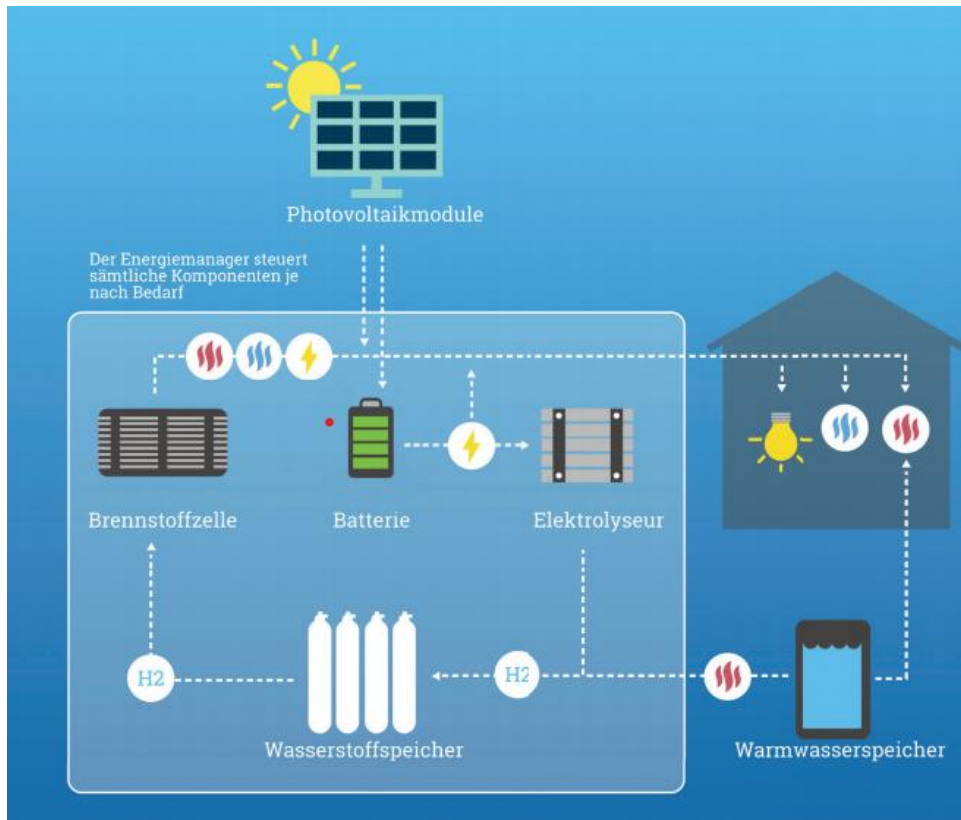 Photovoltaikmodule
Der Energiemanager steuert
sämtliche Komponenten je
nach Bedarf
Brennstoffzelle
Batterie
Elektrolyseur
H2
H2
Wasserstoffspeicher
Warmwasserspeicher